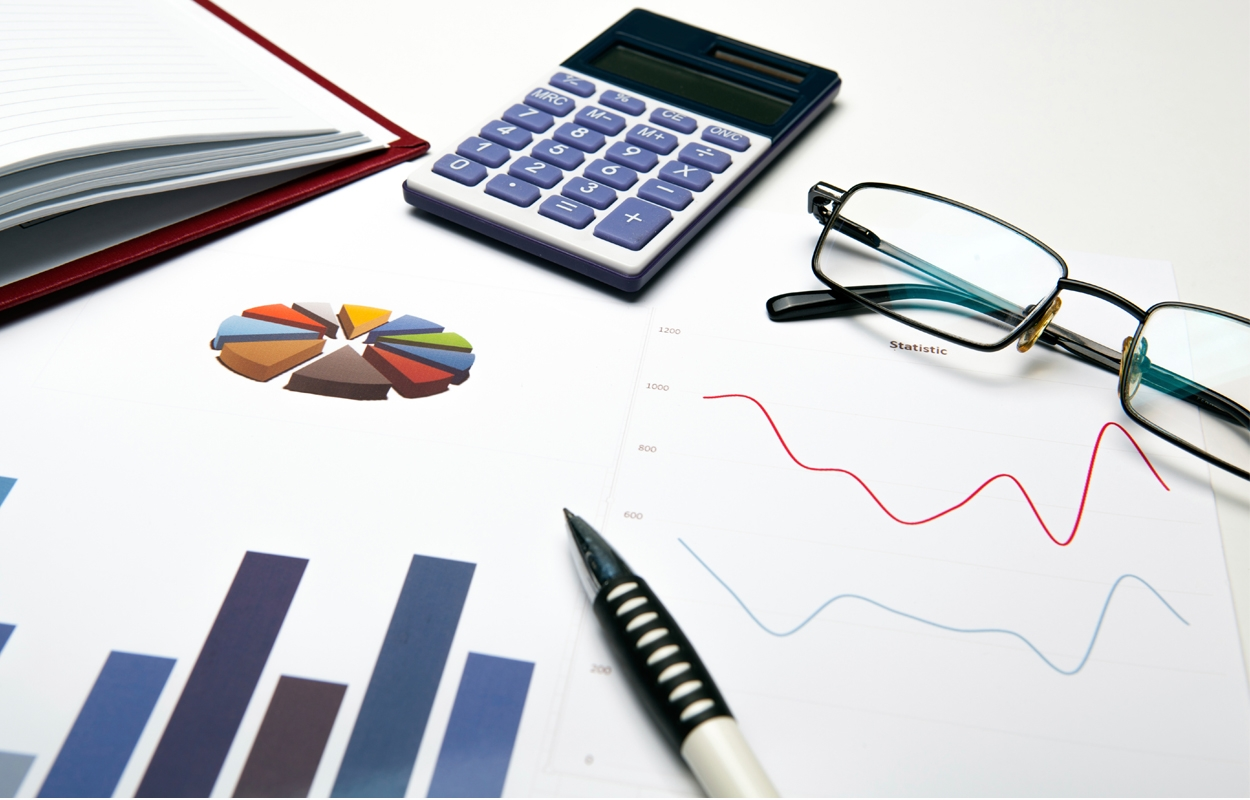 +/− %
MRC M− CE ON/C
7 8 M+ ÷
4 5 9 X
1 2 6 −
0 · 3 +
=
Statistic
1200
1000
800
600
200
0